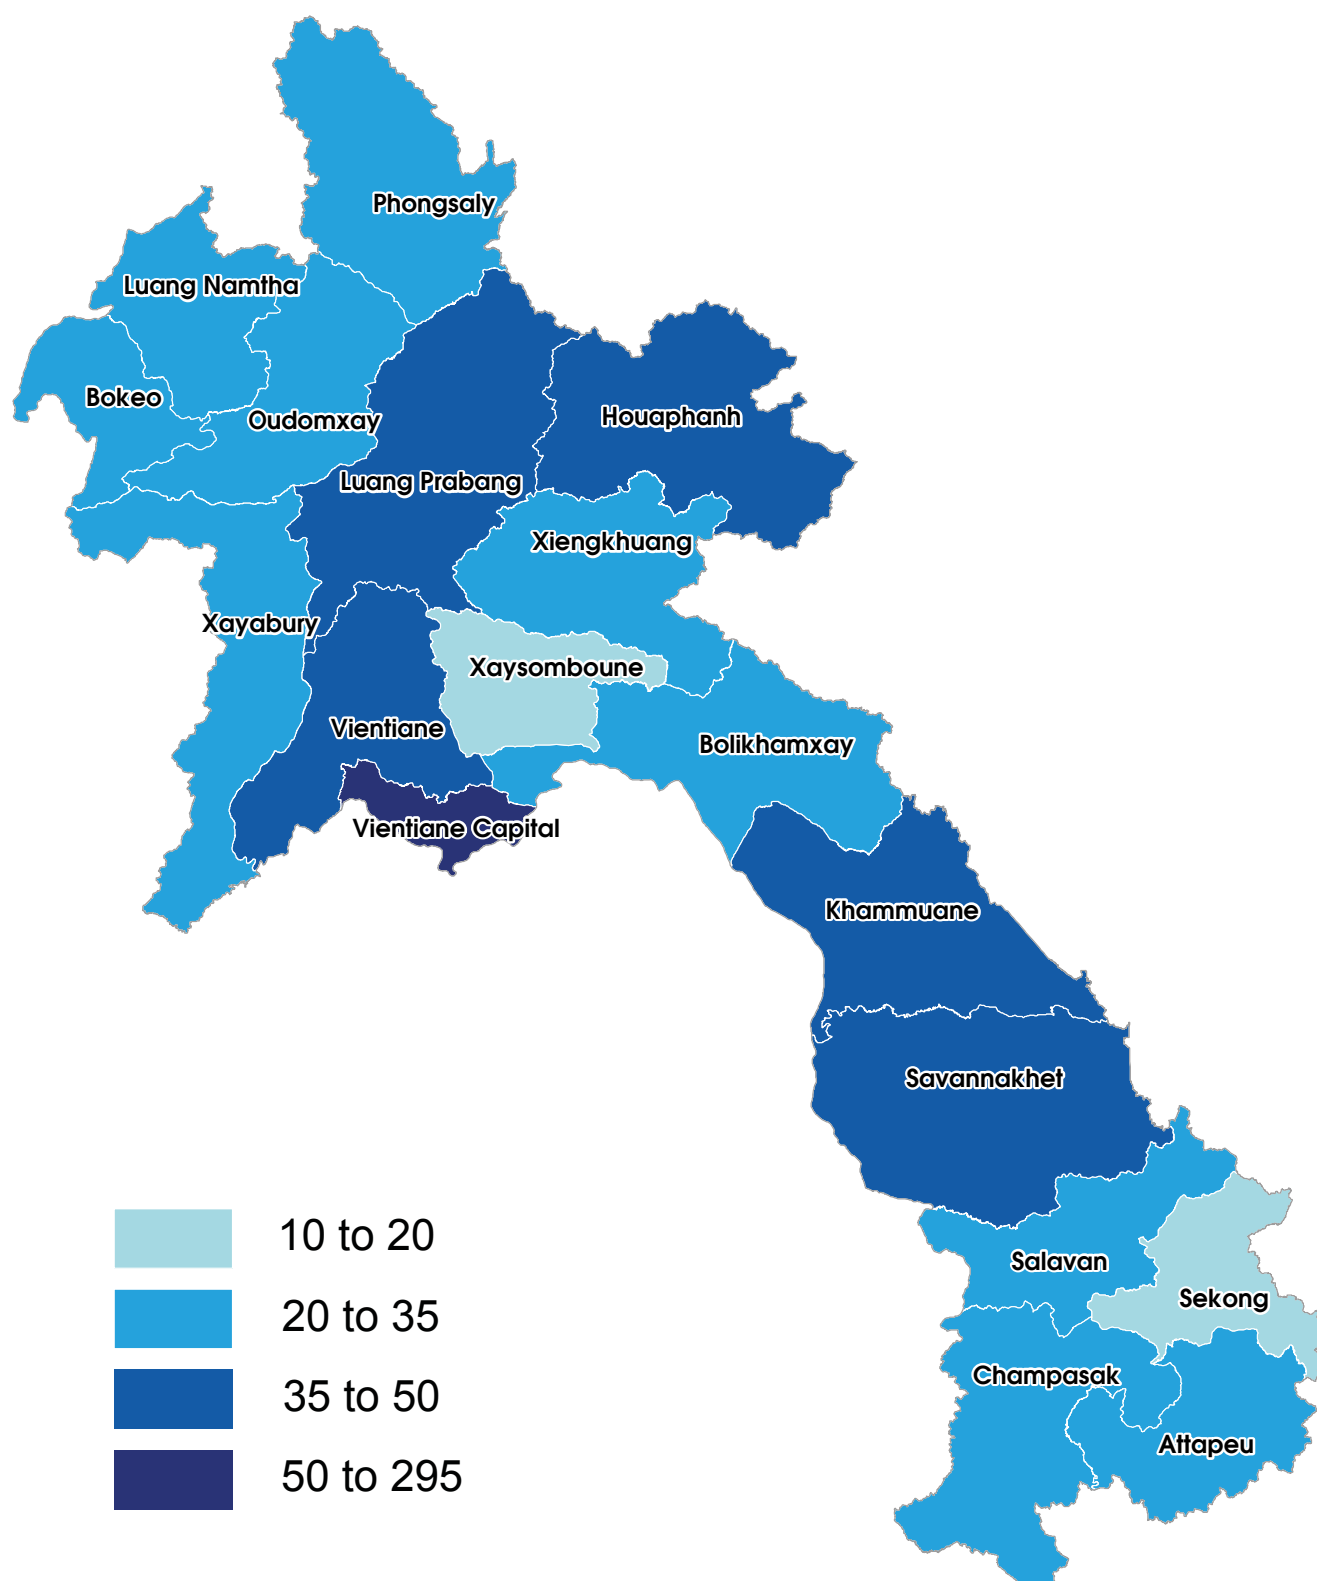 Phongsaly
Luang Namtha
Bokeo
Oudomxay
Houaphanh
Luang Prabang
Xiengkhuang
Xayabury
Xaysomboune
Vientiane
Bolikhamxay
Vientiane Capital
Khammuane
Savannakhet
Salavan
Sekong
Champasak
Attapeu
10 to 20
20 to 35
35 to 50
50 to 295